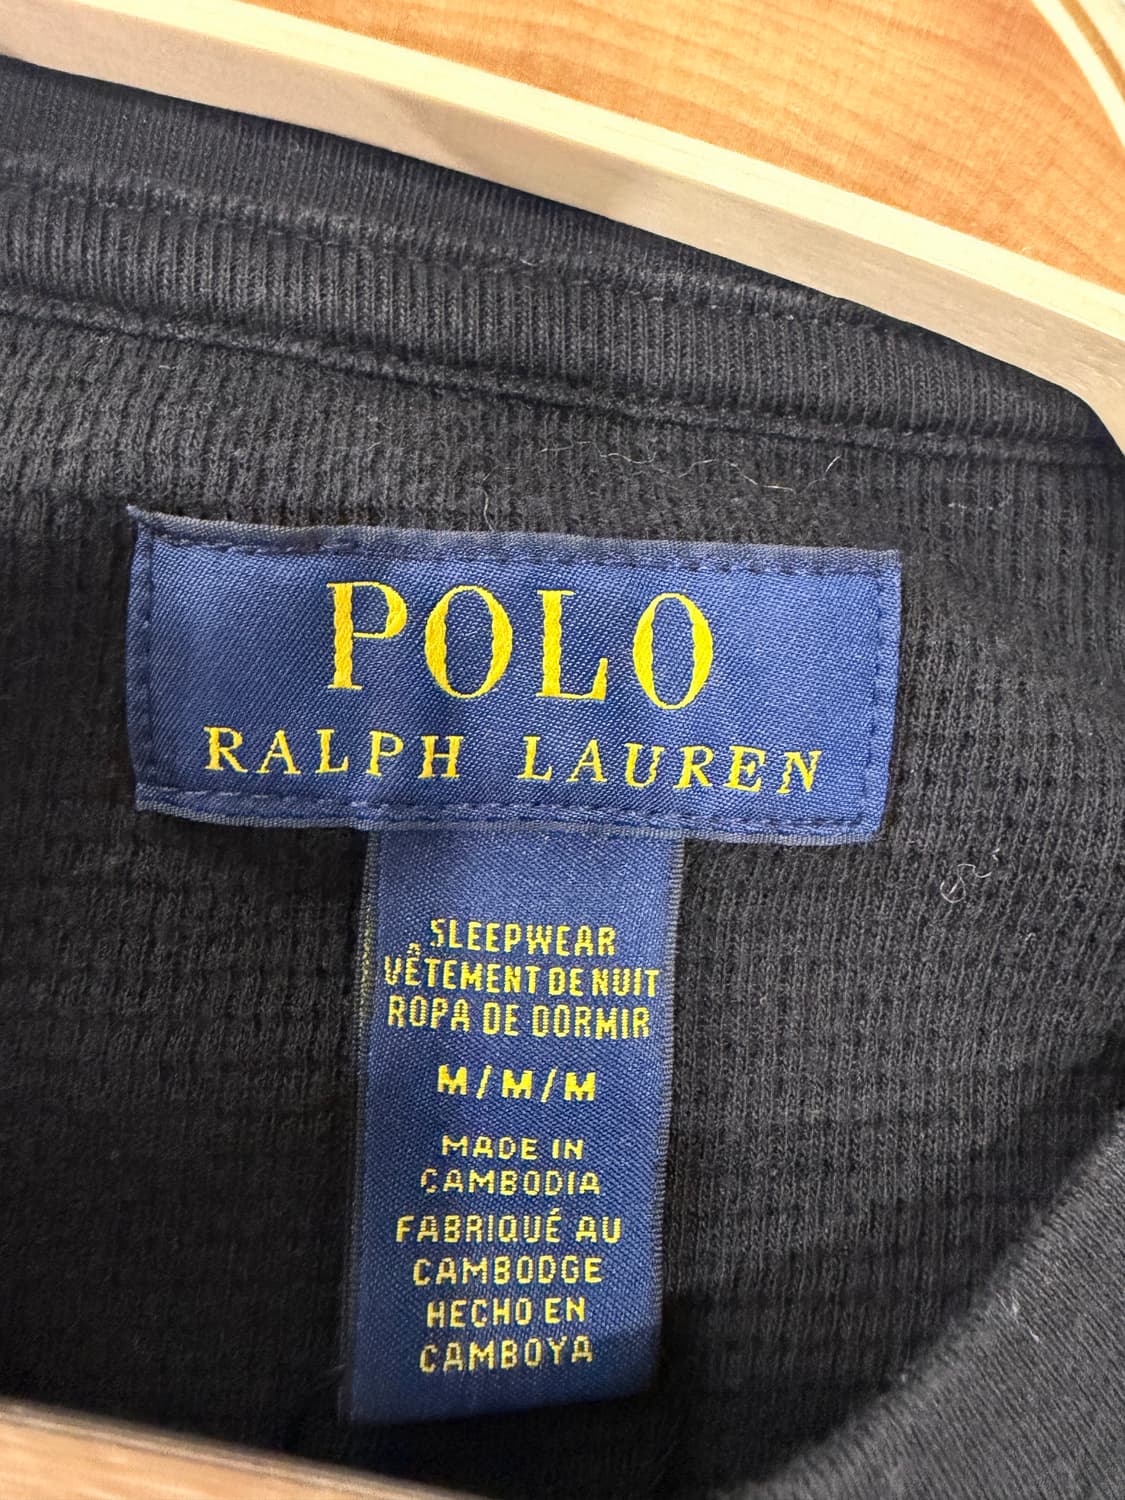 POLO
RALPH LAUREN
SLEEPWEAR
VÊTEMENT DE NUIT
ROPA DE DORMIR
M/M/M
MADE IN
CAMBODIA
FABRIQUÉ AU
CAMBODGE
HECHO EN
CAMBOYA